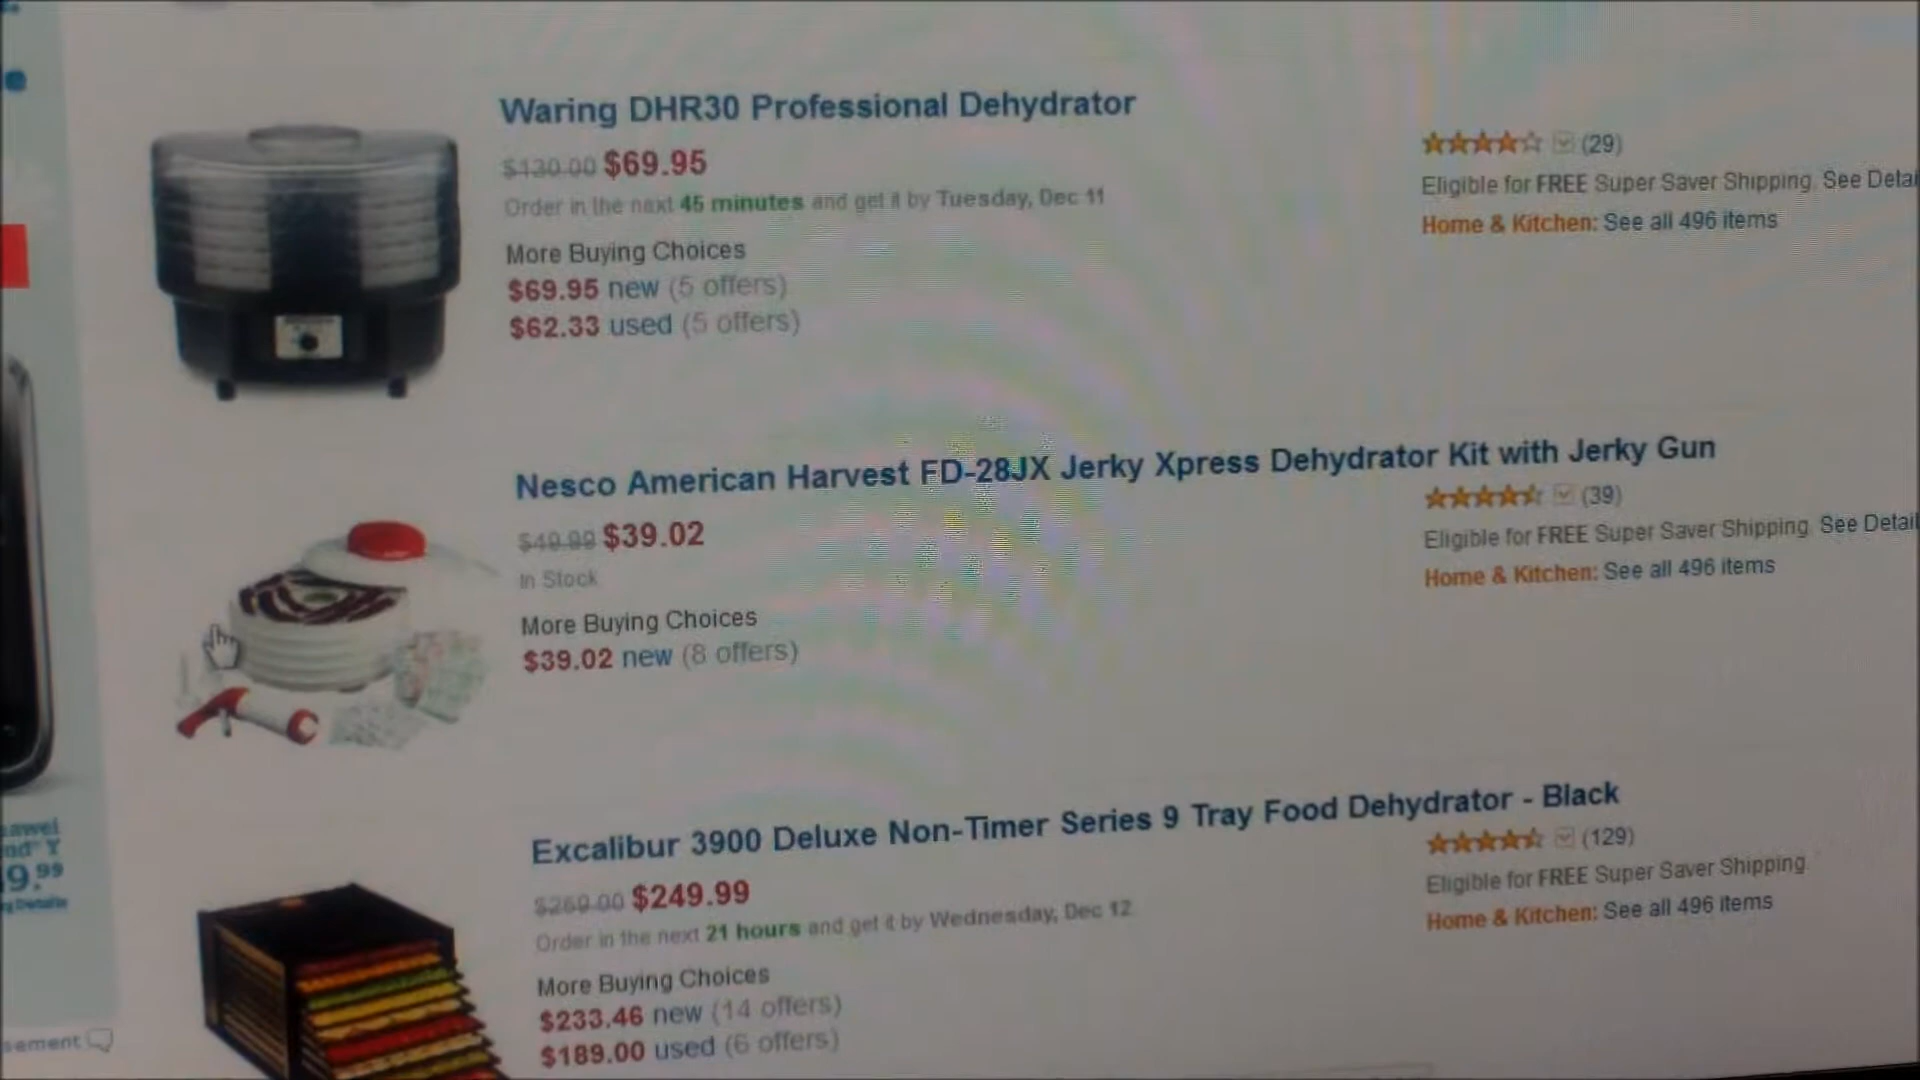 Waring DHR30 Professional Dehydrator
$130.00 $69.95
Order in the next 45 minutes and get it by Tuesday, Dec 11
More Buying Choices
$69.95 new (5 offers)
$62.33 used (5 offers)
(29)
Eligible for FREE Super Saver Shipping. See Detai
Home & Kitchen: See all 496 items
Nesco American Harvest FD-28JX Jerky Xpress Dehydrator Kit with Jerky Gun
$49.99 $39.02
In Stock
More Buying Choices
$39.02 new (8 offers)
(39)
Eligible for FREE Super Saver Shipping. See Detail
Home & Kitchen: See all 496 items
Excalibur 3900 Deluxe Non-Timer Series 9 Tray Food Dehydrator - Black
$249.99
Order in the next 21 hours and get it by Wednesday, Dec 12
More Buying Choices
$233.46 new (14 offers)
$189.00 used (6 offers)
(129)
Eligible for FREE Super Saver Shipping.
Home & Kitchen: See all 496 items
9.99
Details
sement